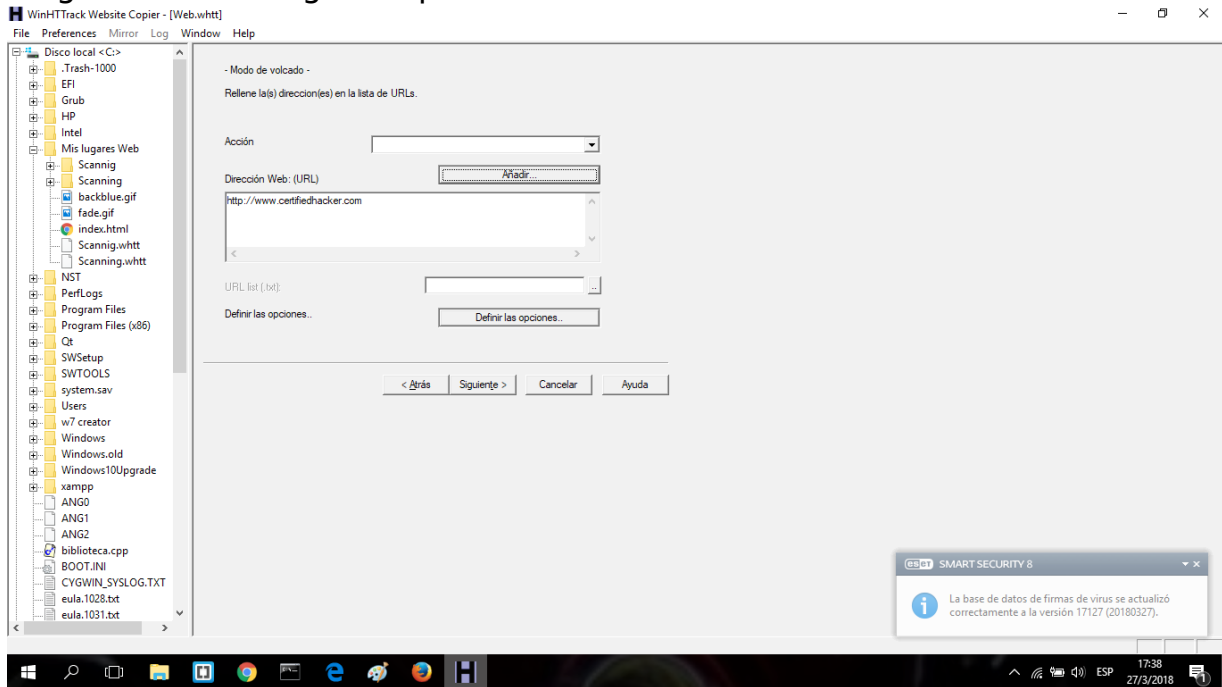 WinHTTrack Website Copier - [Web.whtt]
File Preferences Mirror Log Window Help
Disco local <C:>
.Trash-1000
EFI
Grub
HP
Intel
Mis lugares Web
Scannig
Scanning
backblue.gif
fade.gif
index.html
Scannig.whtt
Scanning.whtt
NST
PerfLogs
Program Files
Program Files (x86)
Qt
SWSetup
SWTOOLS
system.sav
Users
w7 creator
Windows
Windows.old
Windows10Upgrade
xampp
ANG0
ANG1
ANG2
biblioteca.cpp
BOOT.INI
CYGWIN_SYSLOG.TXT
eula.1028.txt
eula.1031.txt
- Modo de volcado -
Rellene la(s) direccion(es) en la lista de URLs.
Acción
Dirección Web: (URL)
Añadir...
http://www.certifiedhacker.com
URL list (.txt):
..
Definir las opciones..
Definir las opciones..
< Atrás
Siguiente >
Cancelar
Ayuda
eset SMART SECURITY 8
La base de datos de firmas de virus se actualizó
correctamente a la versión 17127 (20180327).
ESP
17:38
27/3/2018